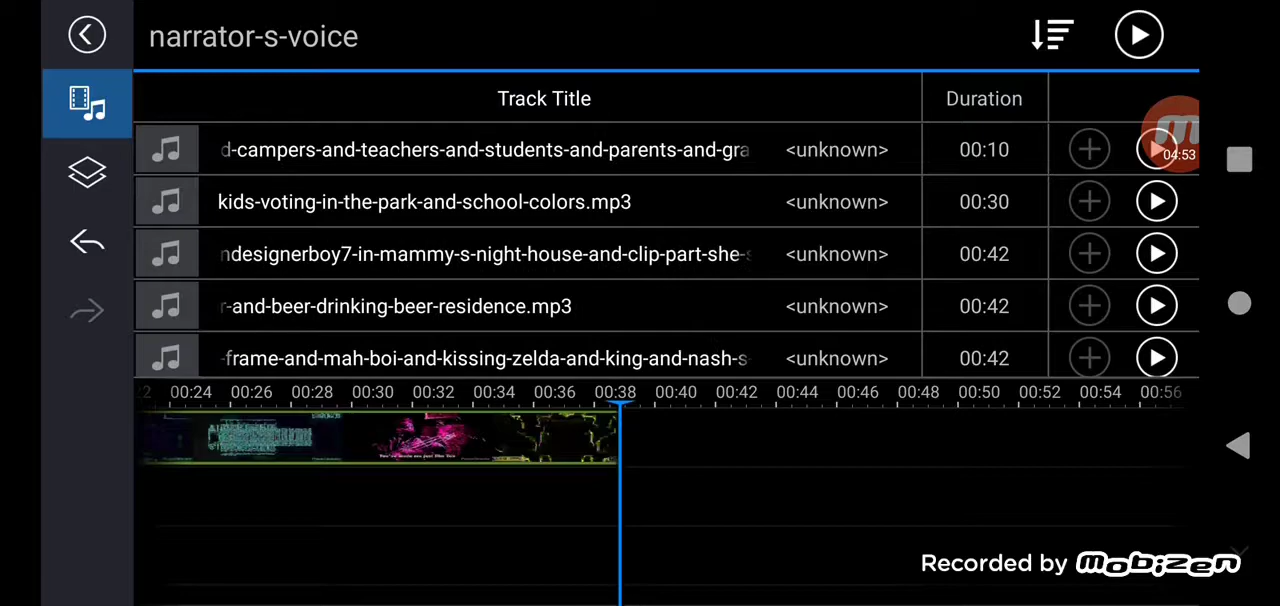 narrator-s-voice
Track Title Duration
d-campers-and-teachers-and-students-and-parents-and-gra <unknown> 00:10
04:53
kids-voting-in-the-park-and-school-colors.mp3 <unknown> 00:30
ndesignerboy7-in-mammy-s-night-house-and-clip-part-she- <unknown> 00:42
r-and-beer-drinking-beer-residence.mp3 <unknown> 00:42
-frame-and-mah-boi-and-kissing-zelda-and-king-and-nash-s <unknown> 00:42
22 00:24 00:26 00:28 00:30 00:32 00:34 00:36 00:38 00:40 00:42 00:44 00:46 00:48 00:50 00:52 00:54 00:56
Recorded by mobizen